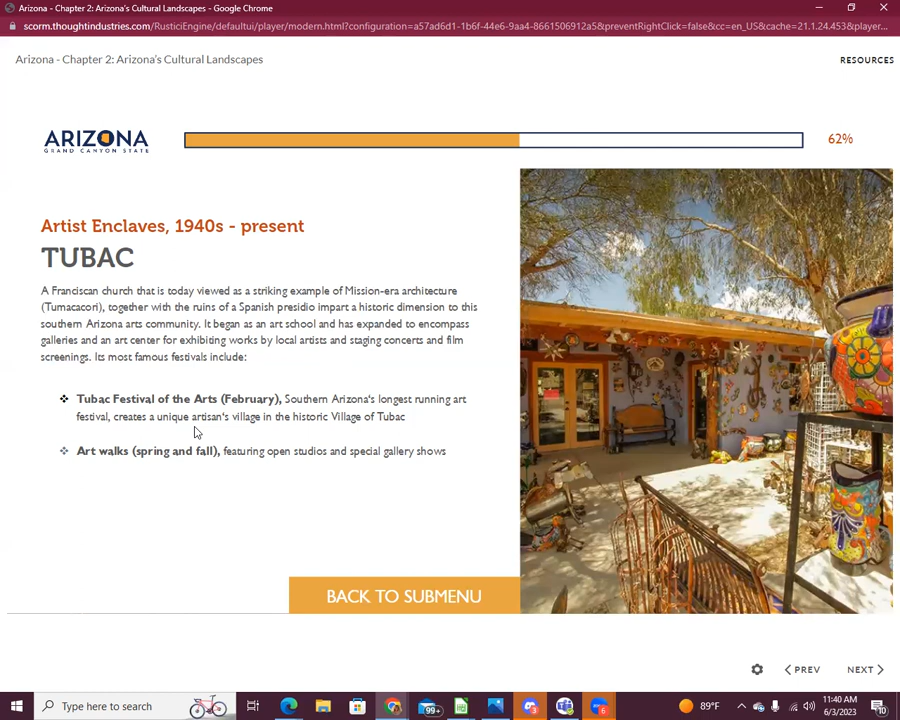 Arizona - Chapter 2: Arizona's Cultural Landscapes - Google Chrome
scorm.thoughtindustries.com/RusticiEngine/defaultui/player/modern.html?configuration=a57ad6d1-1b6f-44e6-9aa4-8661506912a5&preventRightClick=false&cc=en_US&cache=21.1.24.453&player...
Arizona - Chapter 2: Arizona's Cultural Landscapes
RESOURCES
ARIZONA
GRAND CANYON STATE
62%
Artist Enclaves, 1940s - present
TUBAC
A Franciscan church that is today viewed as a striking example of Mission-era architecture
(Tumacacori), together with the ruins of a Spanish presidio impart a historic dimension to this
southern Arizona arts community. It began as an art school and has expanded to encompass
galleries and an art center for exhibiting works by local artists and staging concerts and film
screenings. Its most famous festivals include:
❖ Tubac Festival of the Arts (February), Southern Arizona's longest running art
festival, creates a unique artisan's village in the historic Village of Tubac
❖ Art walks (spring and fall), featuring open studios and special gallery shows
BACK TO SUBMENU
PREV
NEXT
Type here to search
99+
3
6
89°F
11:40 AM
6/3/2023
10